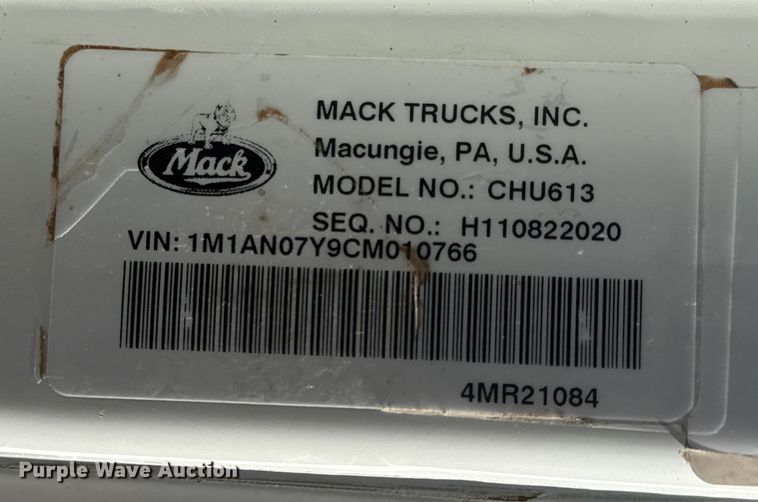 MACK TRUCKS, INC.
Mack
Macungie, PA, U.S.A.
MODEL NO.: CHU613
SEQ. NO.: H110822020
VIN: 1M1AN07Y9CM010766
4MR21084
Purple Wave Auction